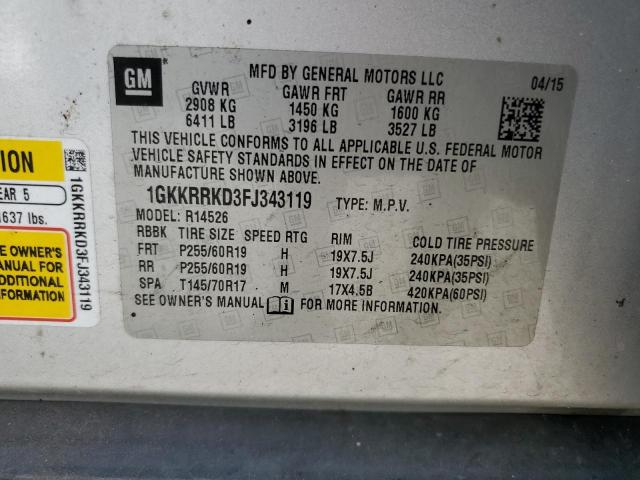 GM
MFD BY GENERAL MOTORS LLC
04/15
GVWR GAWR FRT GAWR RR
2908 KG 1450 KG 1600 KG
6411 LB 3196 LB 3527 LB
THIS VEHICLE CONFORMS TO ALL APPLICABLE U.S. FEDERAL MOTOR
VEHICLE SAFETY STANDARDS IN EFFECT ON THE DATE OF
MANUFACTURE SHOWN ABOVE.
1GKKRRKD3FJ343119 TYPE: M.P.V.
MODEL: R14526
RBBK TIRE SIZE SPEED RTG RIM COLD TIRE PRESSURE
FRT P255/60R19 H 19X7.5J 240KPA(35PSI)
RR P255/60R19 H 19X7.5J 240KPA(35PSI)
SPA T145/70R17 M 17X4.5B 420KPA(60PSI)
SEE OWNER'S MANUAL i FOR MORE INFORMATION.
ION
EAR 5
637 lbs.
E OWNER'S
ANUAL FOR
ADDITIONAL
RMATION
1GKKRRKD3FJ343119